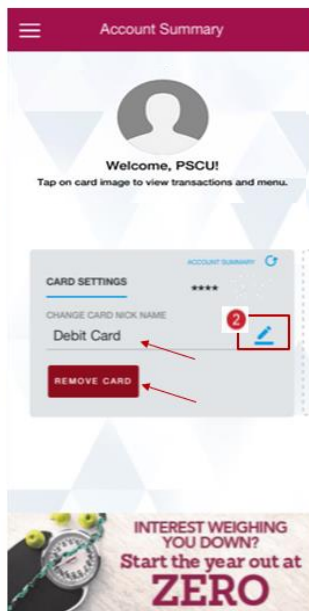 Account Summary
Welcome, PSCU!
Tap on card image to view transactions and menu.
ACCOUNT SUMMARY
CARD SETTINGS
****
CHANGE CARD NICK NAME
2
Debit Card
REMOVE CARD
INTEREST WEIGHING
YOU DOWN?
Start the year out at
ZERO